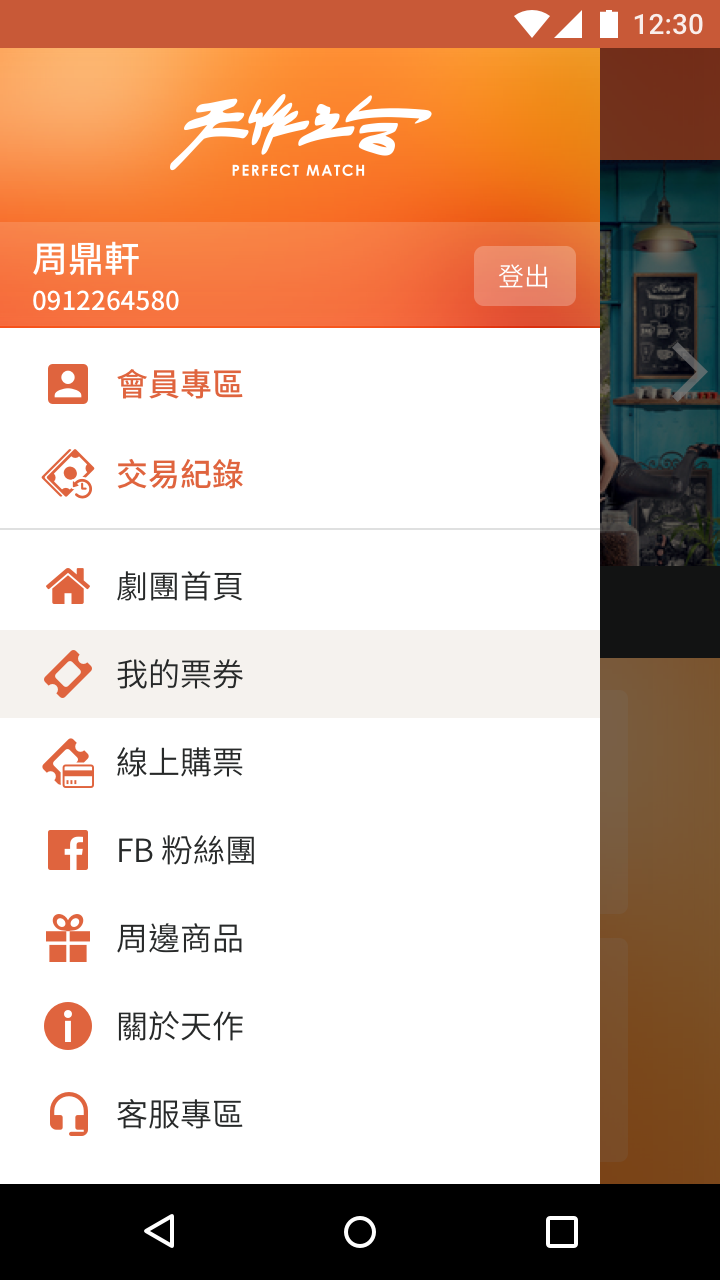 12:30
天作之合
PERFECT MATCH
周鼎軒
0912264580
登出
Menu
會員專區
交易紀錄
劇團首頁
我的票券
線上購票
FB 粉絲團
周邊商品
關於天作
客服專區